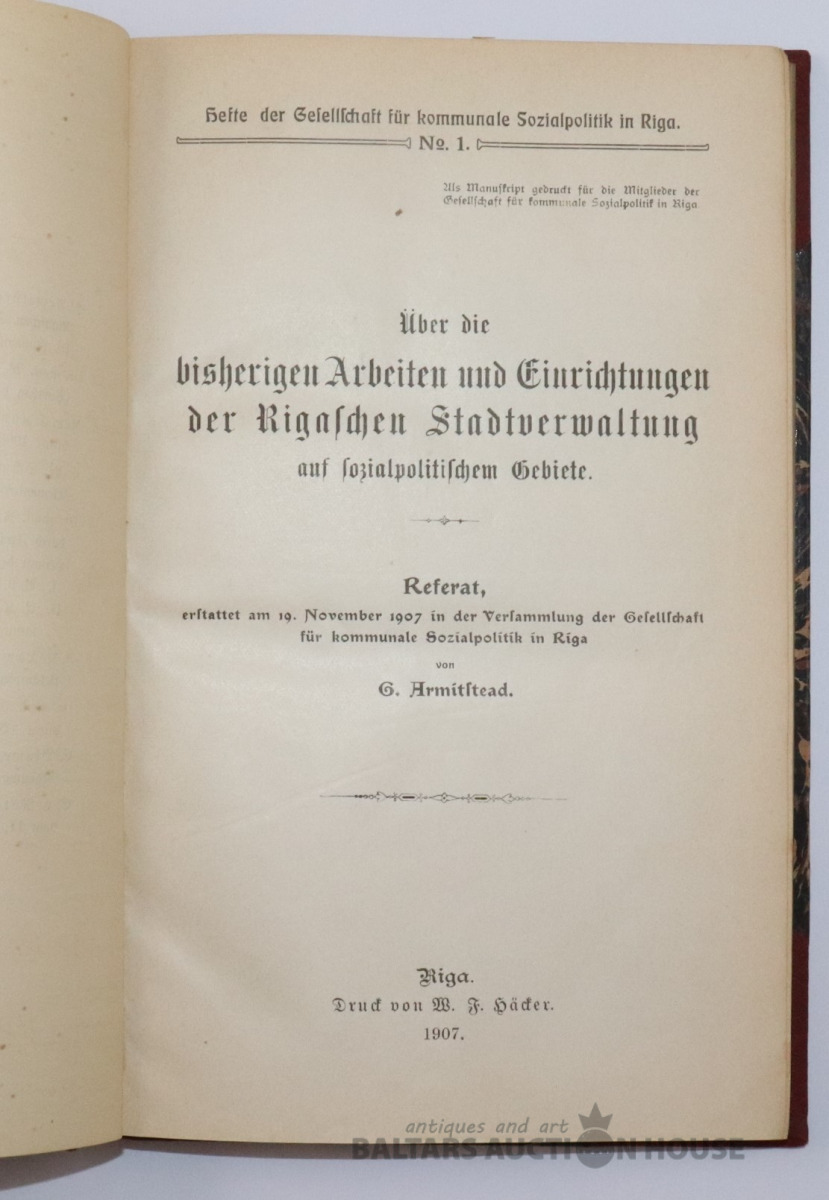 Hefte der Geſellſchaft für kommunale Sozialpolitik in Riga.
No. 1.
Als Manuſkript gedruckt für die Mitglieder der
Geſellſchaft für kommunale Sozialpolitik in Riga
Über die
bisherigen Arbeiten und Einrichtungen
der Rigaſchen Stadtverwaltung
auf ſozialpolitiſchem Gebiete.
Referat,
erſtattet am 19. November 1907 in der Verſammlung der Geſellſchaft
für kommunale Sozialpolitik in Riga
von
G. Armitſtead.
Riga.
Druck von W. F. Häcker.
1907.
antiques and art
BALTARS AUCTION HOUSE